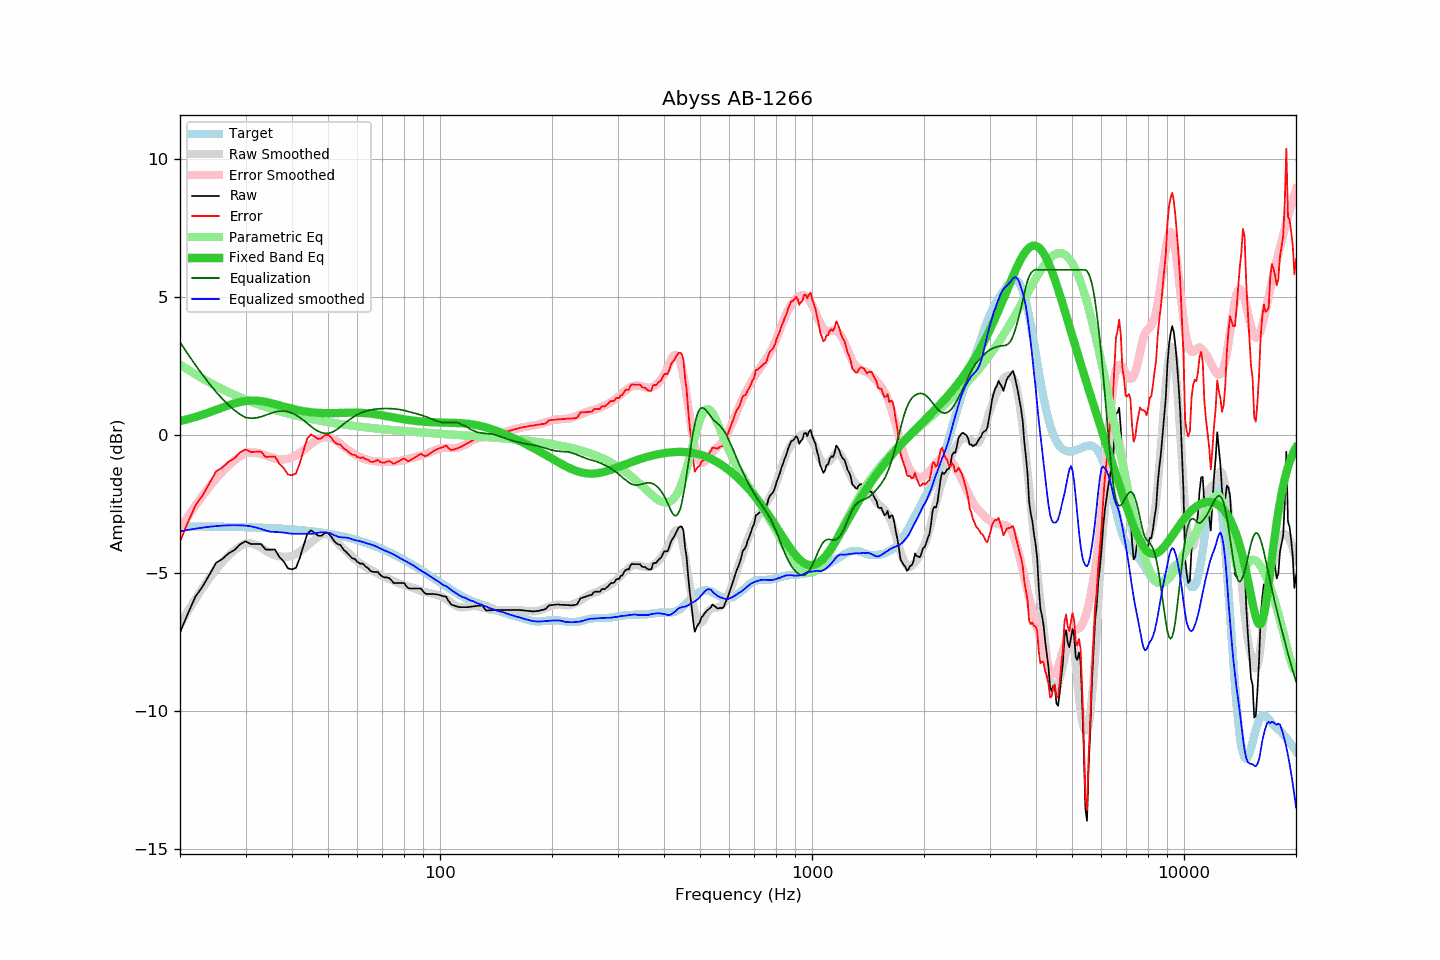 Abyss AB-1266
Target
Raw Smoothed
Error Smoothed
Raw
Error
Parametric Eq
Fixed Band Eq
Equalization
Equalized smoothed
10
5
0
−5
−10
−15
Amplitude (dBr)
100
1000
10000
Frequency (Hz)